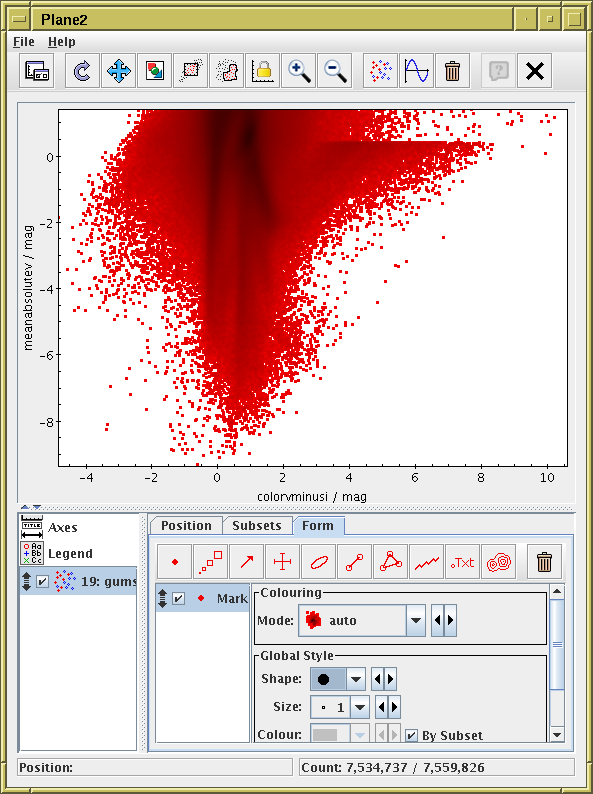 Plane2
File Help
0
−2
−4
−6
−8
meanabsolutev / mag
−4 −2 0 2 4 6 8 10
colorvminusi / mag
Axes
Legend
19: gums
Position Subsets Form
.Txt
Mark
Colouring
Mode: auto
Global Style
Shape:
Size: 1
Colour: By Subset
Position:
Count: 7,534,737 / 7,559,826